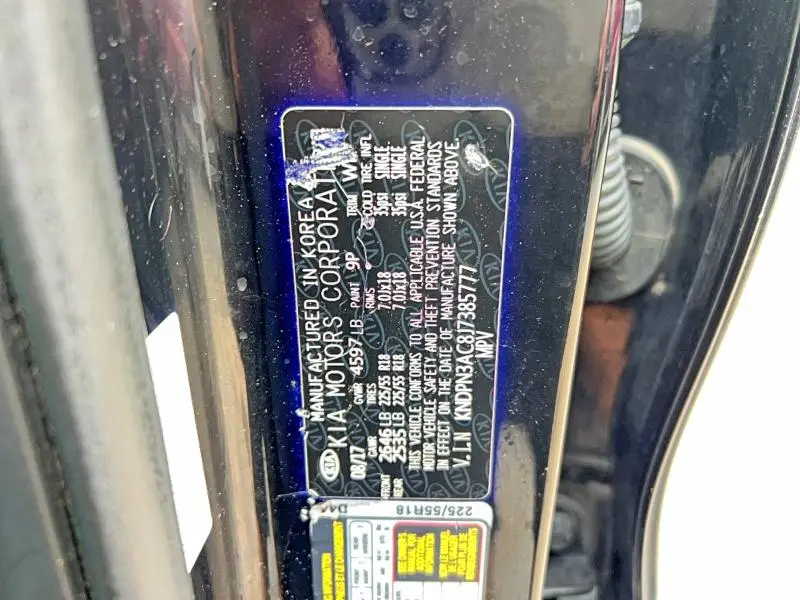 MANUFACTURED IN KOREA
KIA KIA MOTORS CORPORATI
08/17 GVWR 4597 LB PAINT 9P TRIM
GAWR TIRES RIMS COLD TIRE INFL
FRONT 2646 LB 225/55 R18 7.0Jx18 35psi SINGLE
REAR 2535 LB 225/55 R18 7.0Jx18 35psi SINGLE
THIS VEHICLE CONFORMS TO ALL APPLICABLE U.S.A. FEDERAL
MOTOR VEHICLE SAFETY AND THEFT PREVENTION STANDARDS
IN EFFECT ON THE DATE OF MANUFACTURE SHOWN ABOVE.
V.I.N KNDPN3AC8J7385777
MPV
225/55R18